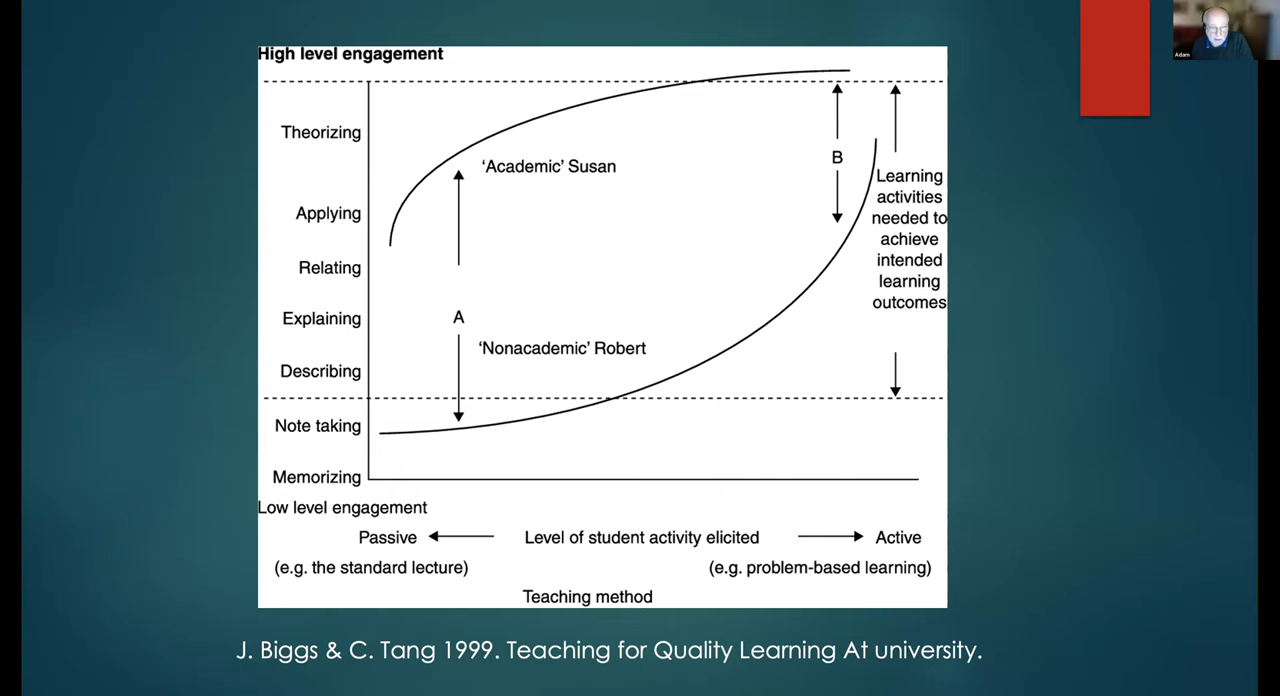 Adam
High level engagement
Theorizing
'Academic' Susan
B
Learning
activities
needed to
achieve
intended
learning
outcomes
Applying
Relating
Explaining
A
'Nonacademic' Robert
Describing
Note taking
Memorizing
Low level engagement
Passive Level of student activity elicited Active
(e.g. the standard lecture) (e.g. problem-based learning)
Teaching method
J. Biggs & C. Tang 1999. Teaching for Quality Learning At university.